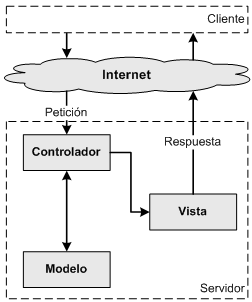 Cliente
Internet
Petición
Respuesta
Controlador
Vista
Modelo
Servidor